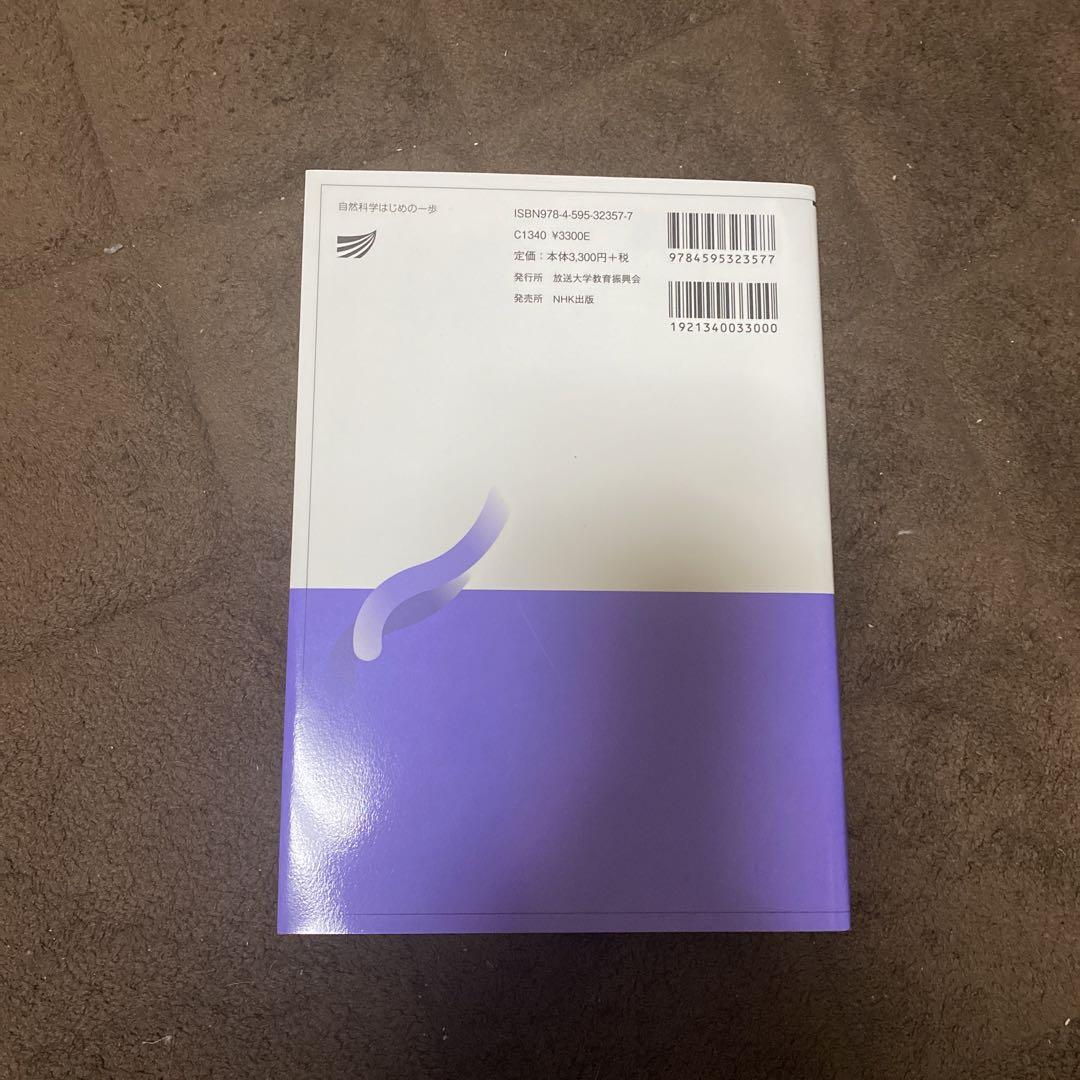 自然科学はじめの一歩
ISBN978-4-595-32357-7
C1340 ¥3300E
定価：本体3,300円＋税
発行所 放送大学教育振興会
発売所 NHK出版
9784595323577
1921340033000